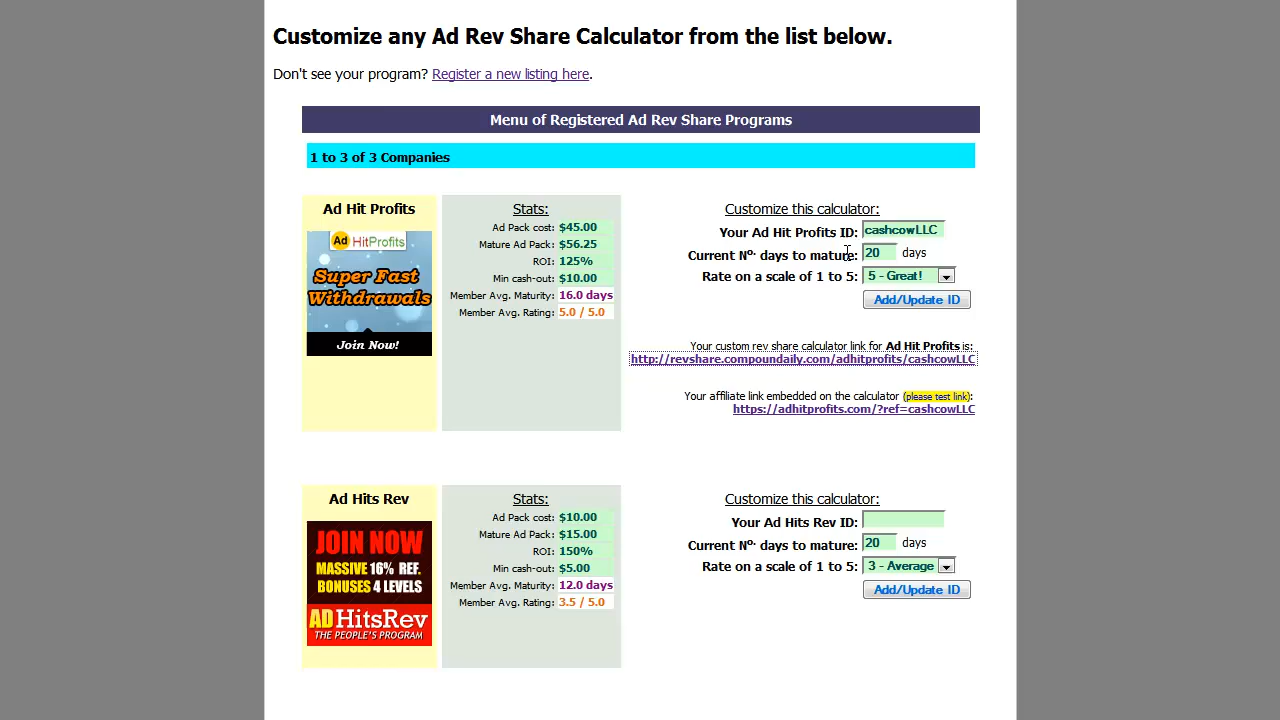 Customize any Ad Rev Share Calculator from the list below.
Don't see your program? Register a new listing here.
Menu of Registered Ad Rev Share Programs
1 to 3 of 3 Companies
Ad Hit Profits
Ad HitProfits
Super Fast
Withdrawals
Join Now!
Stats:
Ad Pack cost: $45.00
Mature Ad Pack: $56.25
ROI: 125%
Min cash-out: $10.00
Member Avg. Maturity: 16.0 days
Member Avg. Rating: 5.0 / 5.0
Customize this calculator:
Your Ad Hit Profits ID: cashcowLLC
Current Nº. days to mature: 20 days
Rate on a scale of 1 to 5: 5 - Great!
Add/Update ID
Your custom rev share calculator link for Ad Hit Profits is:
http://revshare.compoundaily.com/adhitprofits/cashcowLLC
Your affiliate link embedded on the calculator (please test link):
https://adhitprofits.com/?ref=cashcowLLC
Ad Hits Rev
JOIN NOW
MASSIVE 16% REF.
BONUSES 4 LEVELS
AD HitsRev
THE PEOPLE'S PROGRAM
Stats:
Ad Pack cost: $10.00
Mature Ad Pack: $15.00
ROI: 150%
Min cash-out: $5.00
Member Avg. Maturity: 12.0 days
Member Avg. Rating: 3.5 / 5.0
Customize this calculator:
Your Ad Hits Rev ID:
Current Nº. days to mature: 20 days
Rate on a scale of 1 to 5: 3 - Average
Add/Update ID